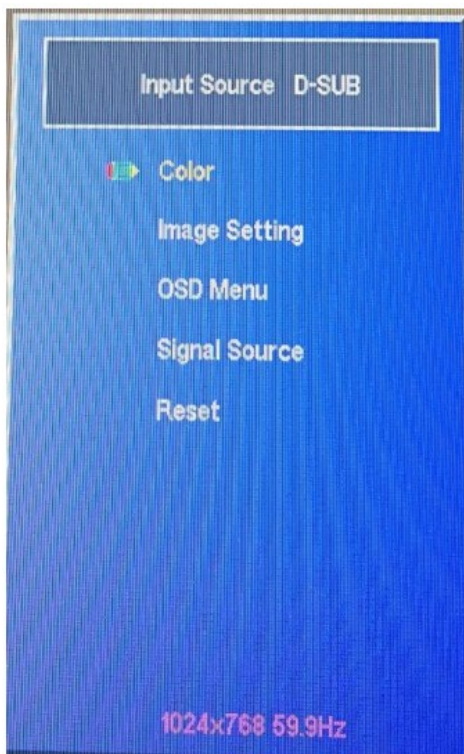 Input Source D-SUB
Color
Image Setting
OSD Menu
Signal Source
Reset
1024x768 59.9Hz